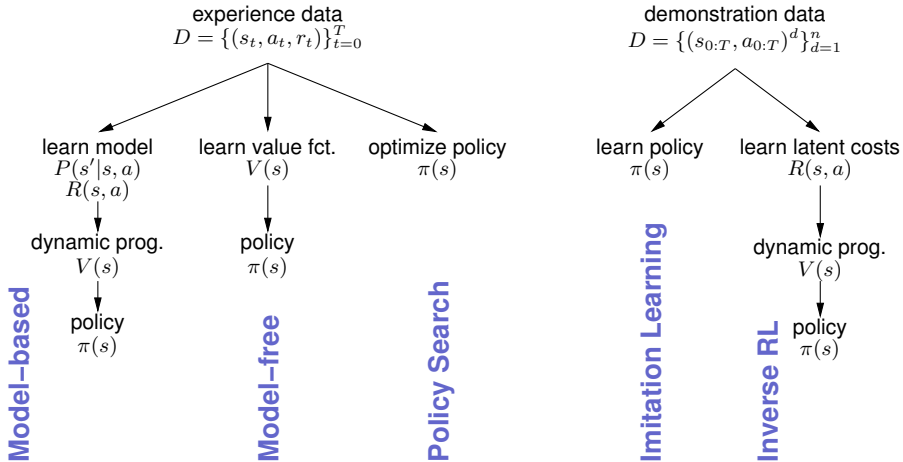 experience data
D = {(s_t, a_t, r_t)}_{t=0}^T
learn model
P(s'|s, a)
R(s, a)
dynamic prog.
V(s)
policy
π(s)
Model−based
learn value fct.
V(s)
policy
π(s)
Model−free
optimize policy
π(s)
Policy Search
demonstration data
D = {(s_{0:T}, a_{0:T})^d}_{d=1}^n
learn policy
π(s)
Imitation Learning
learn latent costs
R(s, a)
dynamic prog.
V(s)
policy
π(s)
Inverse RL